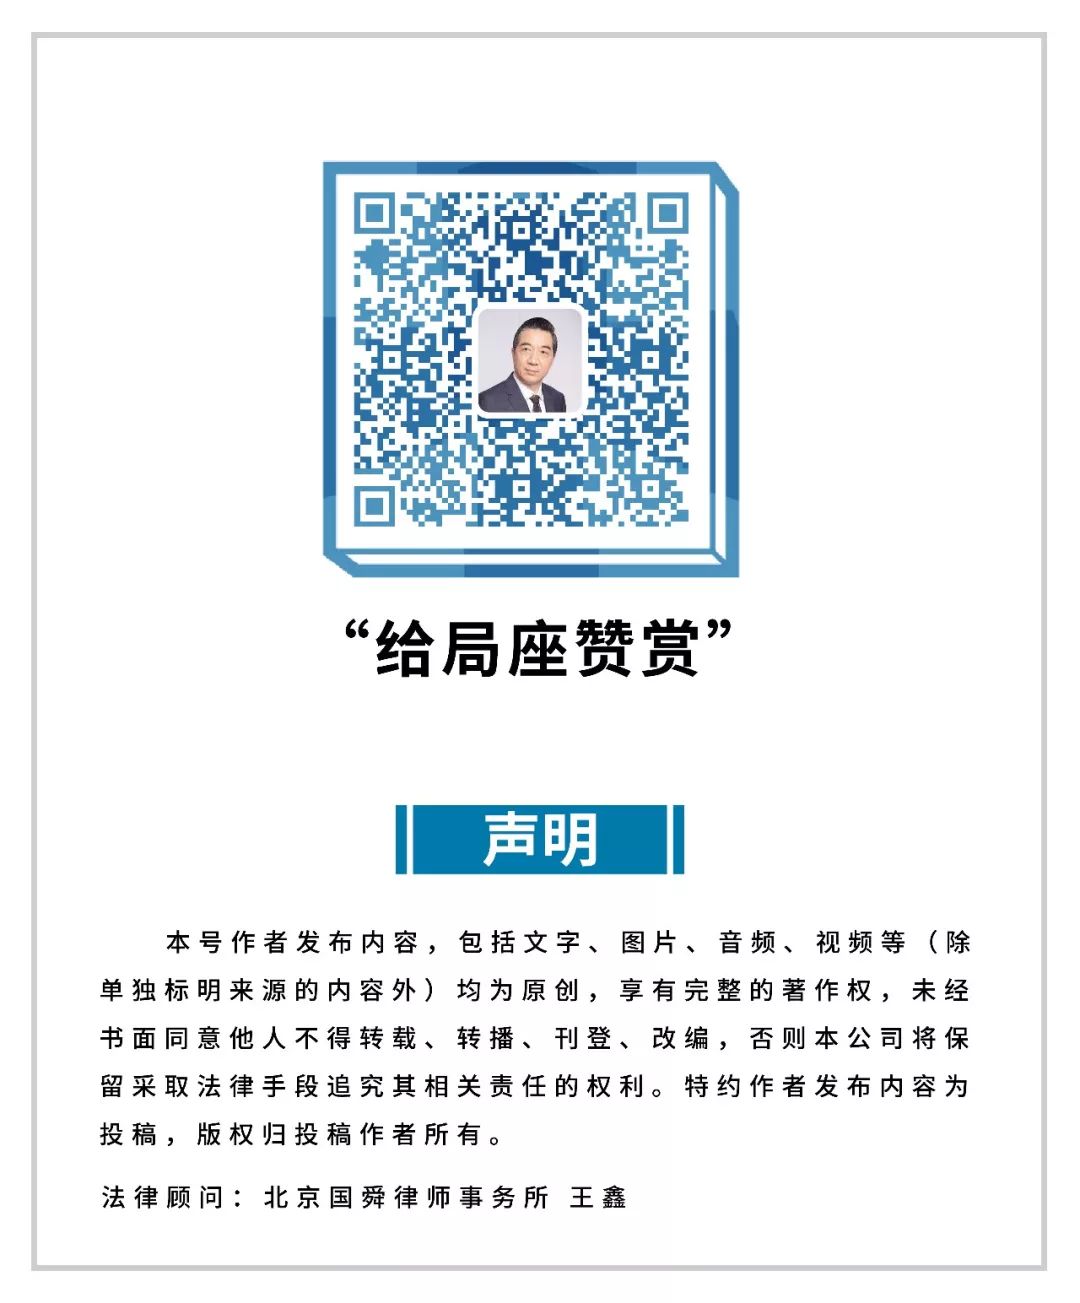 “给局座赞赏”
声明
本号作者发布内容，包括文字、图片、音频、视频等（除
单独标明来源的内容外）均为原创，享有完整的著作权，未经
书面同意他人不得转载、转播、刊登、改编，否则本公司将保
留采取法律手段追究其相关责任的权利。特约作者发布内容为
投稿，版权归投稿作者所有。
法律顾问：北京国舜律师事务所 王鑫